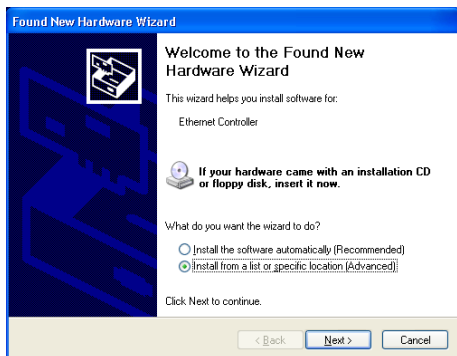 Found New Hardware Wizard
Welcome to the Found New
Hardware Wizard
This wizard helps you install software for:
Ethernet Controller
If your hardware came with an installation CD
or floppy disk, insert it now.
What do you want the wizard to do?
Install the software automatically (Recommended)
Install from a list or specific location (Advanced)
Click Next to continue.
< Back Next > Cancel